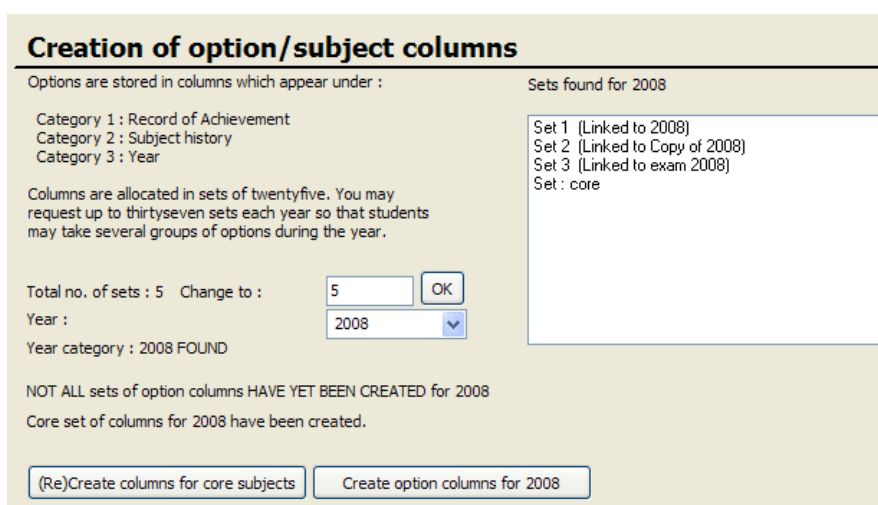 Creation of option/subject columns
Options are stored in columns which appear under :
Category 1 : Record of Achievement
Category 2 : Subject history
Category 3 : Year
Columns are allocated in sets of twentyfive. You may
request up to thirtyseven sets each year so that students
may take several groups of options during the year.
Total no. of sets : 5 Change to : 5 OK
Year : 2008
Year category : 2008 FOUND
NOT ALL sets of option columns HAVE YET BEEN CREATED for 2008
Core set of columns for 2008 have been created.
(Re)Create columns for core subjects Create option columns for 2008
Sets found for 2008
Set 1 (Linked to 2008)
Set 2 (Linked to Copy of 2008)
Set 3 (Linked to exam 2008)
Set : core